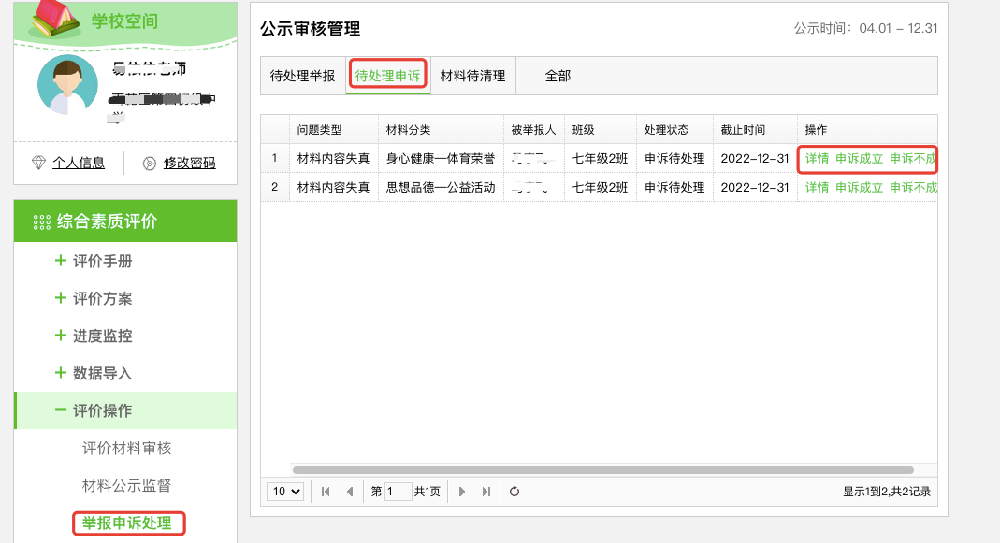 学校空间
个人信息
修改密码
综合素质评价
+ 评价手册
+ 评价方案
+ 进度监控
+ 数据导入
− 评价操作
评价材料审核
材料公示监督
举报申诉处理
公示审核管理
公示时间：04.01 - 12.31
待处理举报 待处理申诉 材料待清理 全部
问题类型 材料分类 被举报人 班级 处理状态 截止时间 操作
1 材料内容失真 身心健康—体育荣誉 七年级2班 申诉待处理 2022-12-31 详情 申诉成立 申诉不成
2 材料内容失真 思想品德—公益活动 七年级2班 申诉待处理 2022-12-31 详情 申诉成立 申诉不成
10 第 1 共1页 显示1到2,共2记录